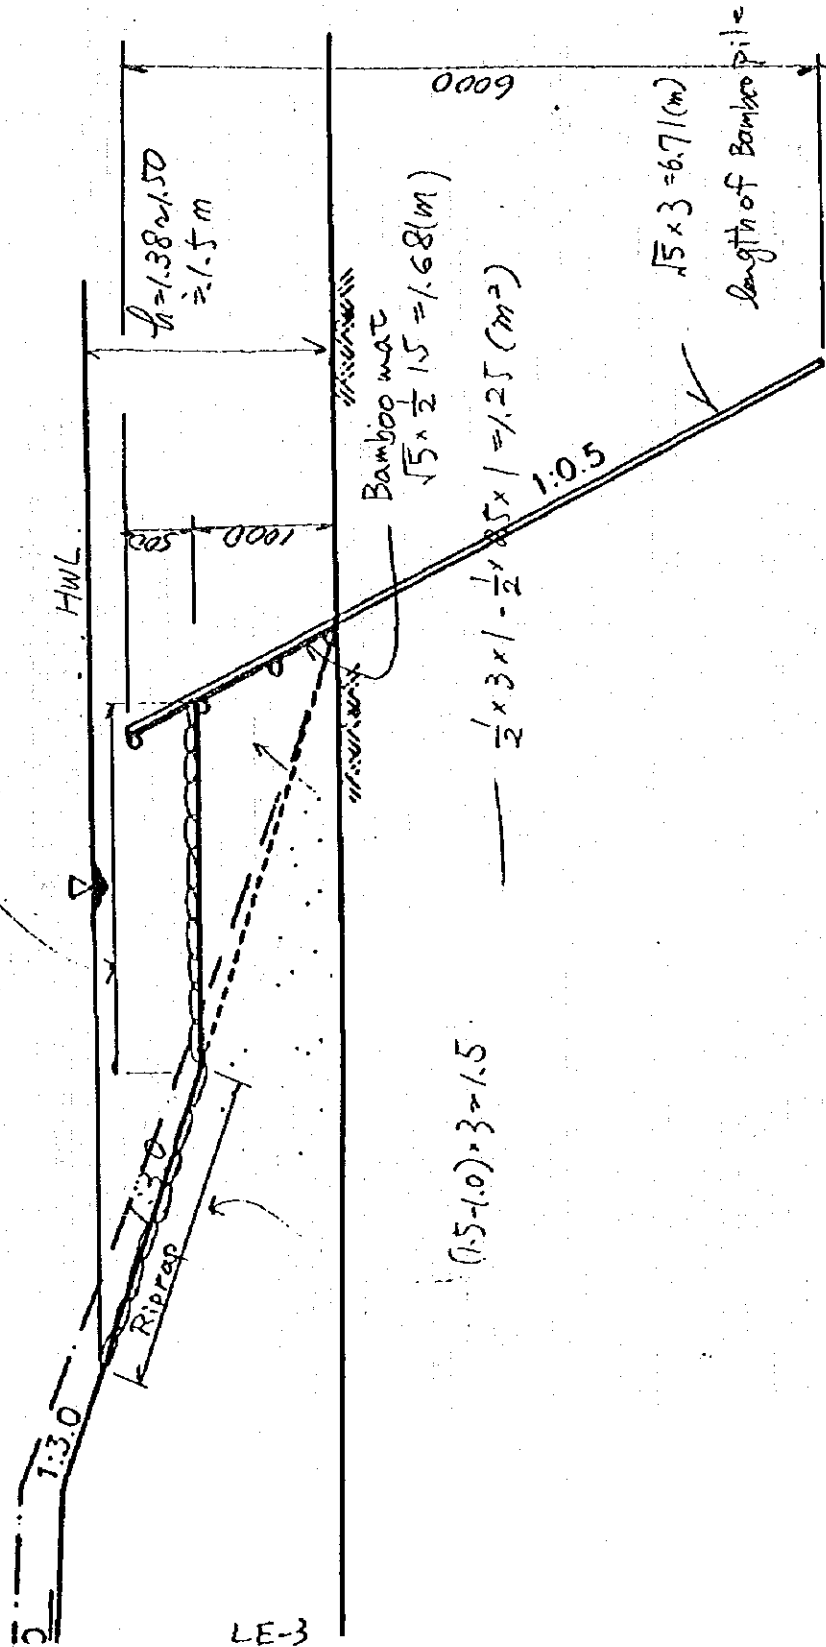 HWL
h=1.38~1.50
≒1.5m
500
1000
6000
1:3.0
1:3.0
Riprap
Bamboo mat
√5×1/2 1.5=1.68(m)
1/2×3×1-1/2×0.5×1=1.25(m²)
1:0.5
√5×3=6.71(m)
length of Bamboo pile
(1.5-1.0)×3=1.5
LE-3